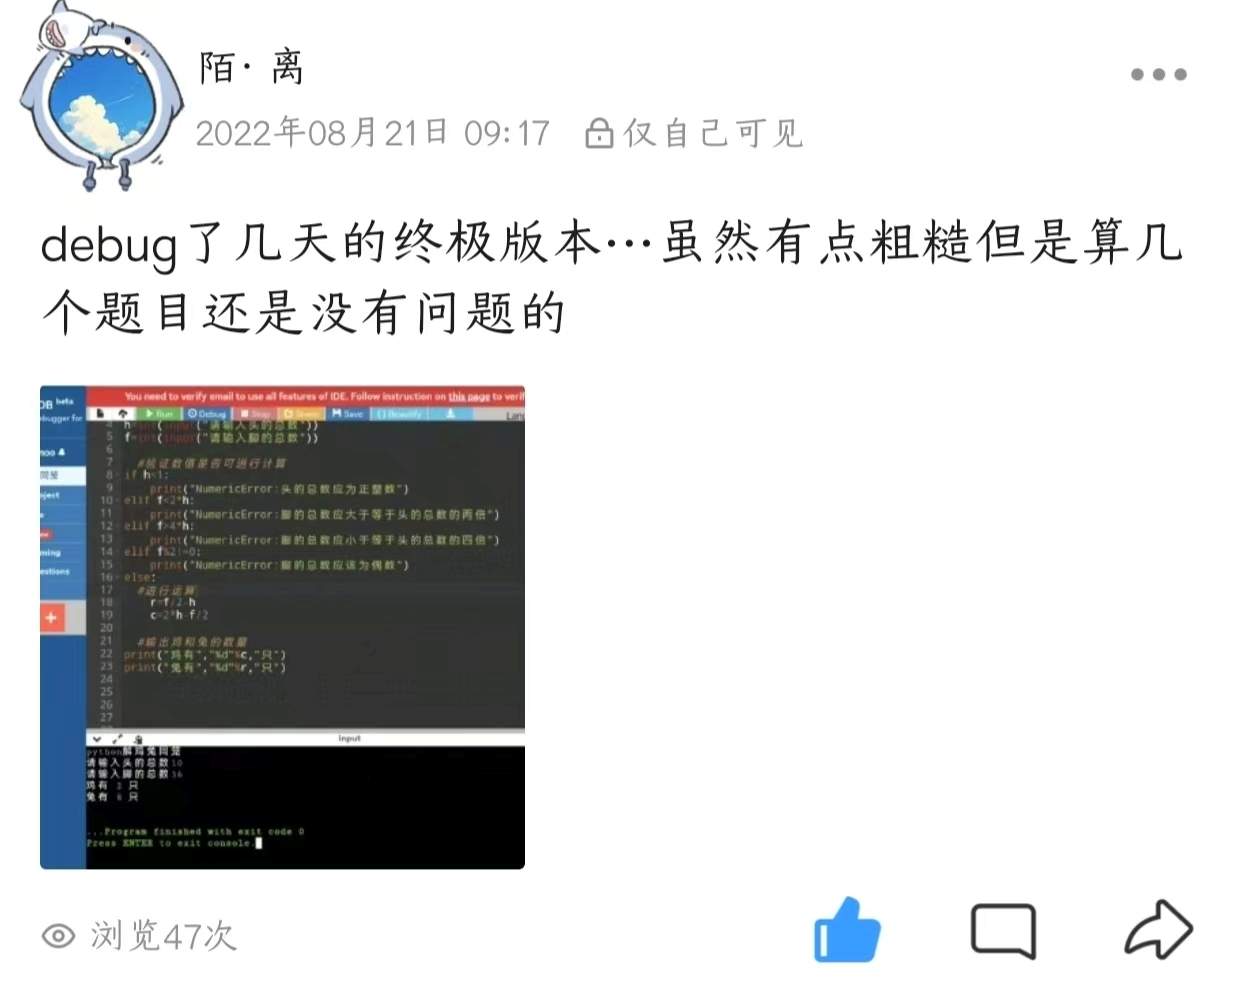 陌·离
2022年08月21日 09:17 仅自己可见
debug了几天的终极版本…虽然有点粗糙但是算几
个题目还是没有问题的
DB beta
bugger for
You need to verify email to use all features of IDE. Follow instruction on this page to verif
Run Debug Stop Share Save {} Beautify
Lang
4 h=int(input("请输入头的总数"))
5 f=int(input("请输入脚的总数"))
6
7 #验证数值是否可进行计算
8 if h<1:
9 print("NumericError:头的总数应为正整数")
10 elif f<2*h:
11 print("NumericError:脚的总数应大于等于头的总数的两倍")
12 elif f>4*h:
13 print("NumericError:脚的总数应小于等于头的总数的四倍")
14 elif f%2!=0:
15 print("NumericError:脚的总数应该为偶数")
16 else:
17 #进行运算
18 r=f/2-h
19 c=2*h-f/2
20
21 #输出鸡和兔的数量
22 print("鸡有","%d"%c,"只")
23 print("兔有","%d"%r,"只")
24
25
26
27
input
python解鸡兔同笼
请输入头的总数10
请输入脚的总数36
鸡有 2 只
兔有 8 只
...Program finished with exit code 0
Press ENTER to exit console.
浏览47次